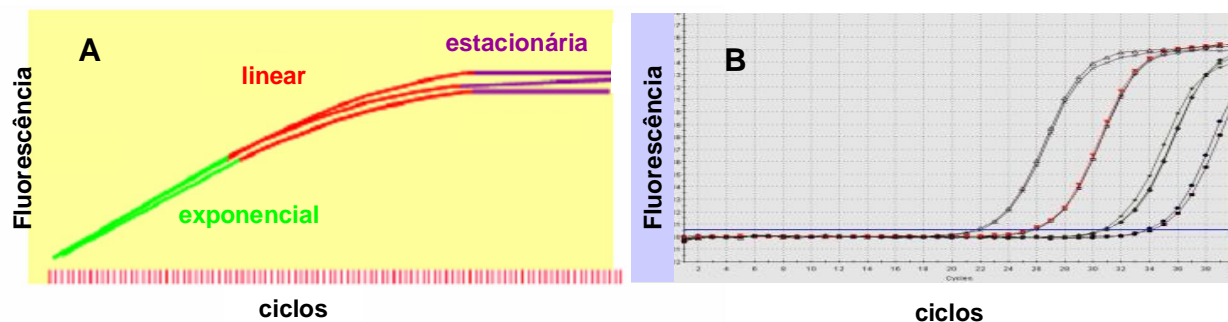 A
estacionária
linear
exponencial
Fluorescência
ciclos
B
Fluorescência
2 4 6 8 10 12 14 16 18 20 22 24 26 28 30 32 34 36 38
Cycles
ciclos